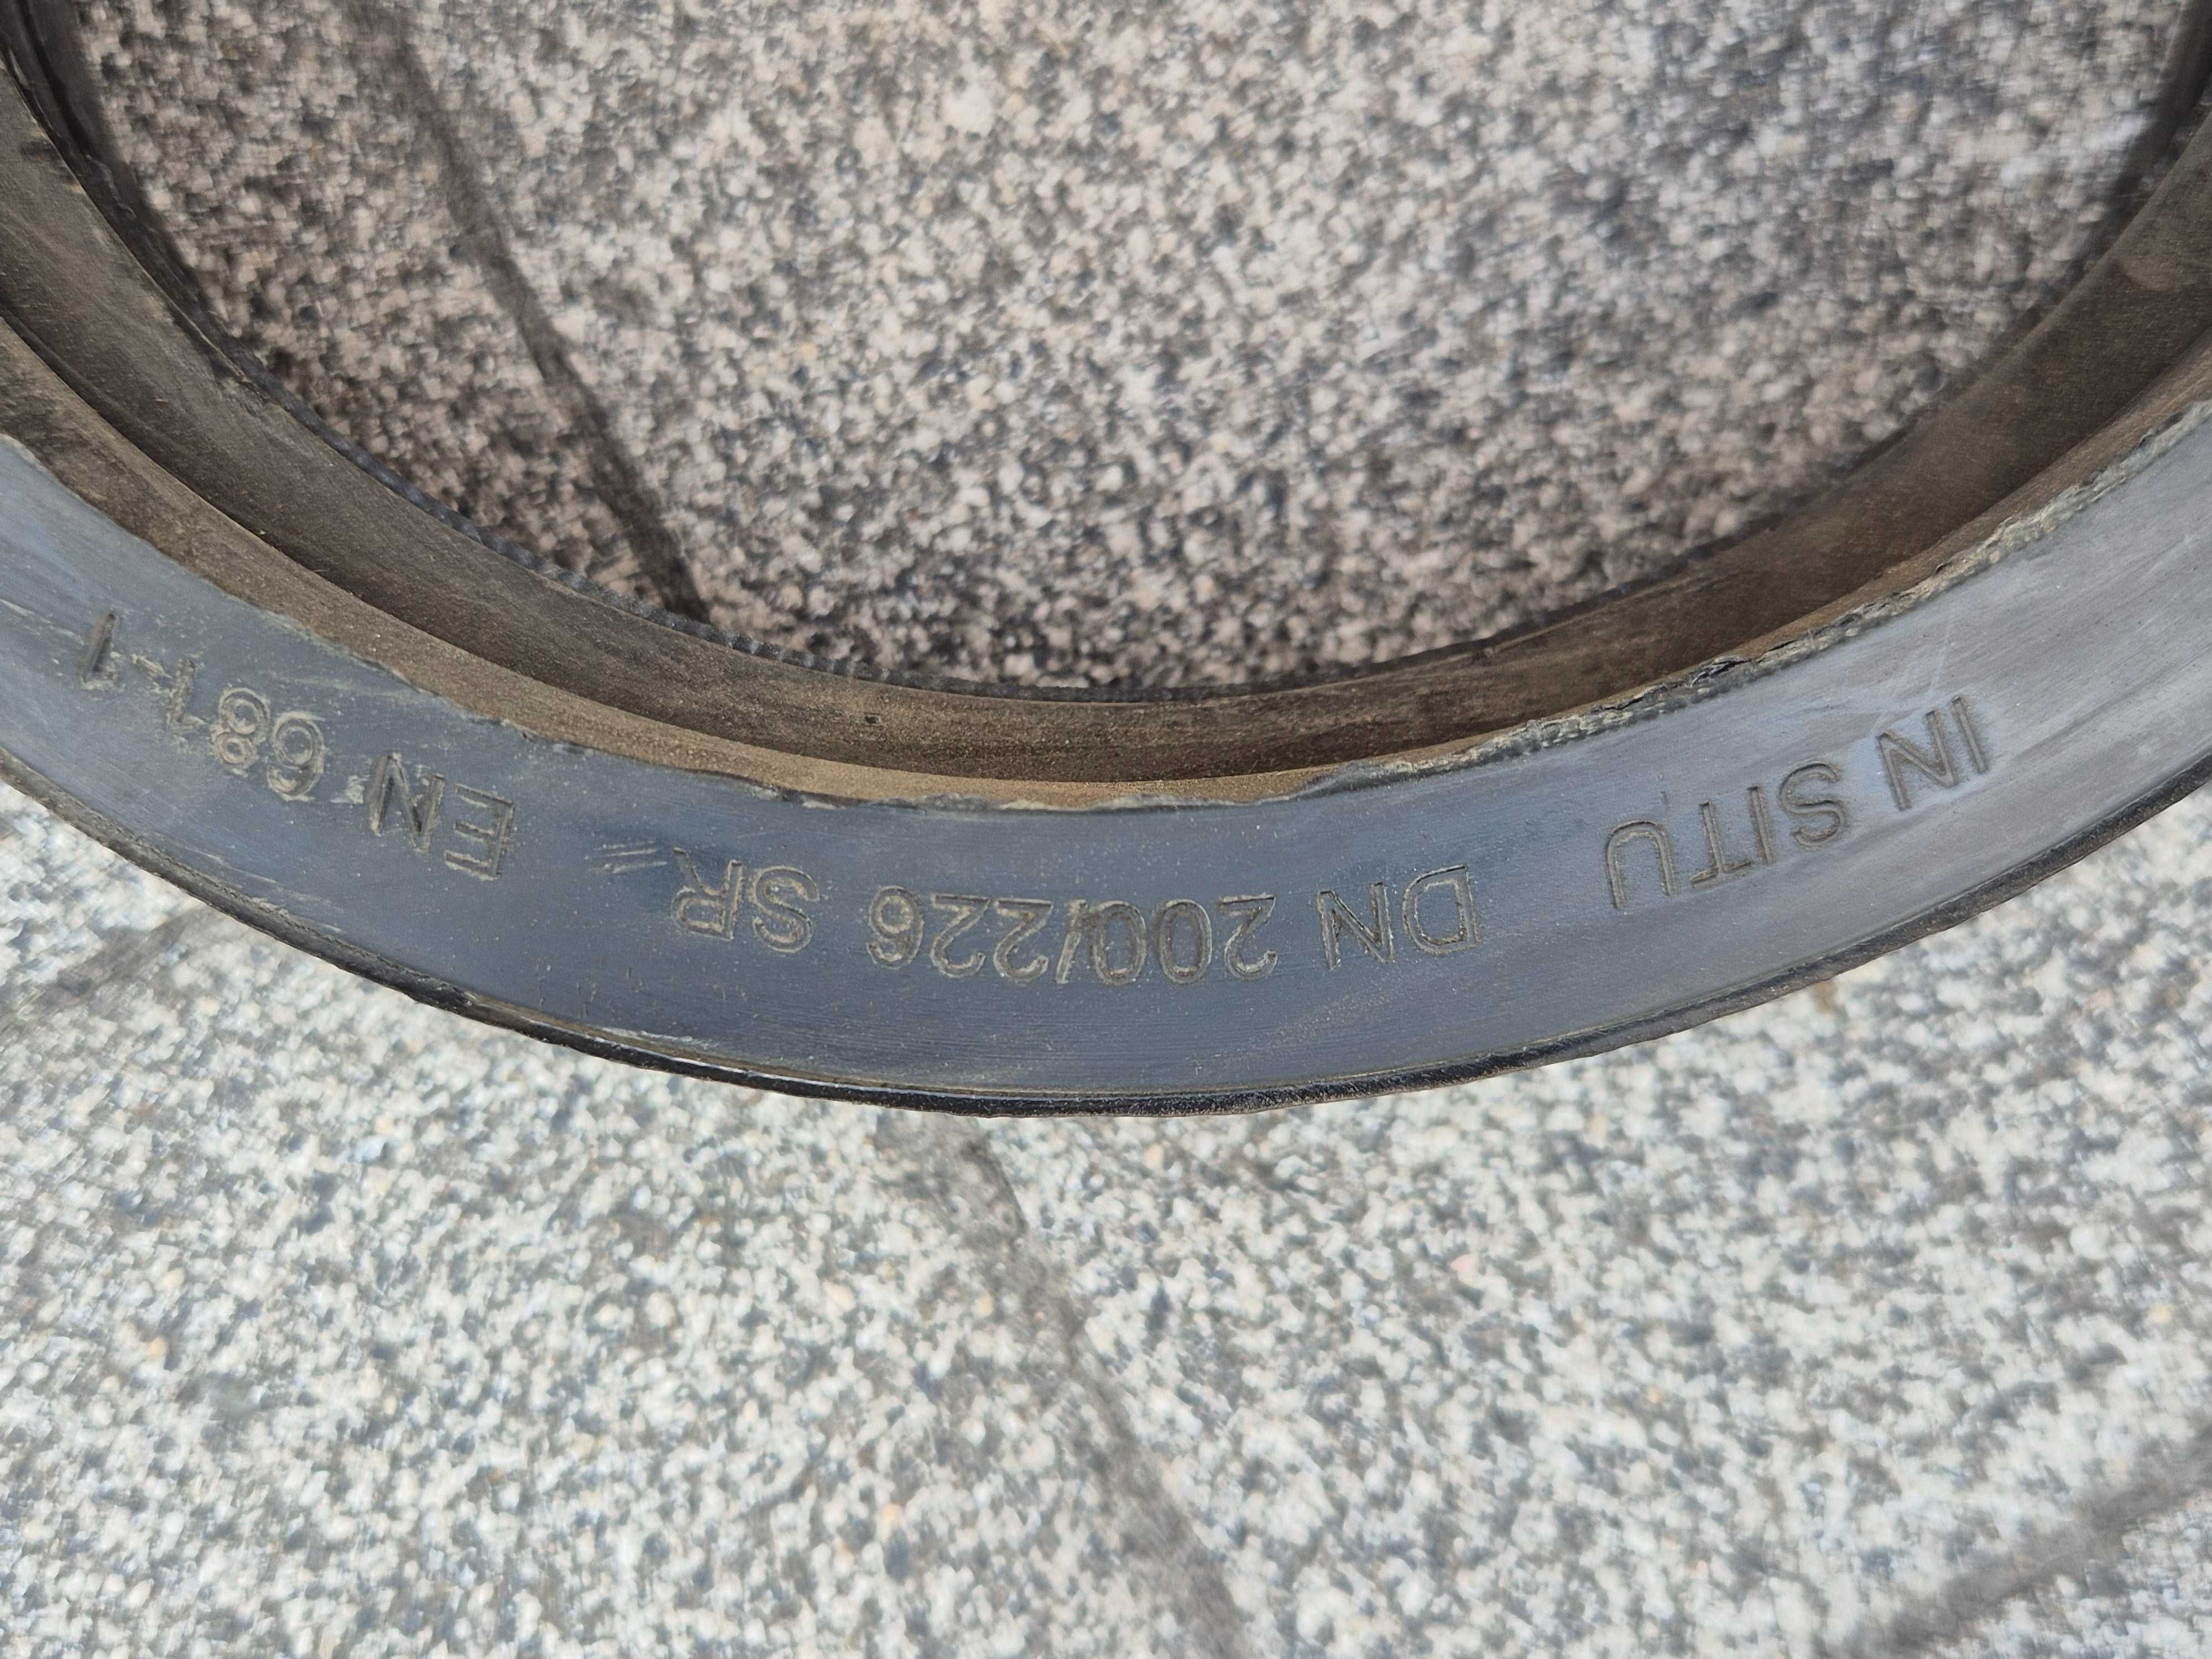 IN SITU DN 200/226 SR EN 681-1